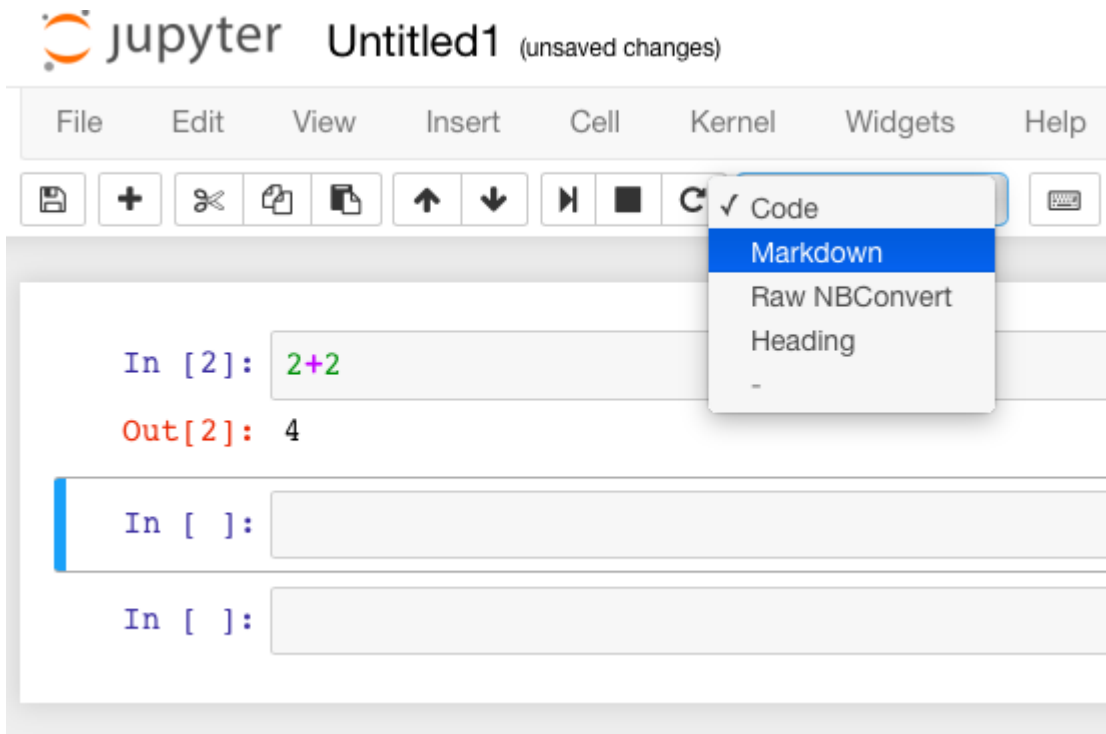 jupyter Untitled1 (unsaved changes)
File Edit View Insert Cell Kernel Widgets Help
✓ Code
Markdown
Raw NBConvert
Heading
-
In [2]: 2+2
Out[2]: 4
In [ ]:
In [ ]: